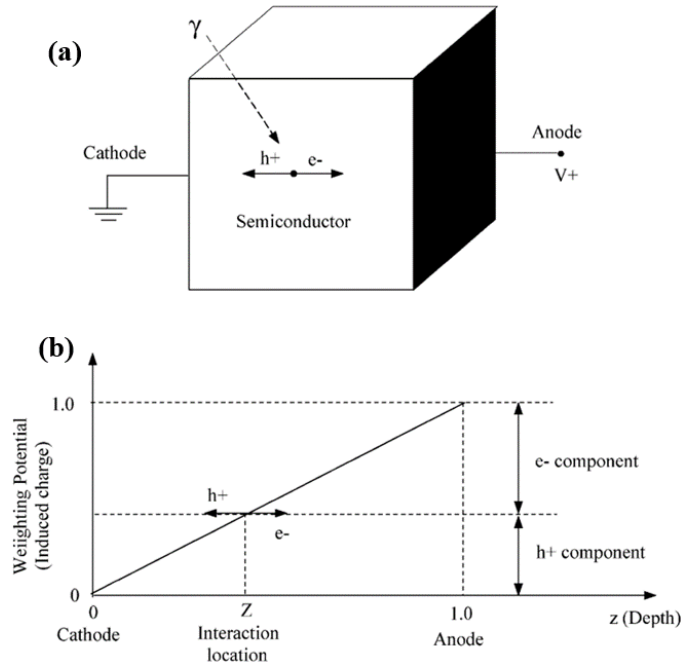 (a)
γ
Cathode
Anode
h+ e-
V+
Semiconductor
(b)
Weiighting Potential
(Induced charge)
1.0
e- component
h+
e-
h+ component
0
0 Z 1.0 z (Depth)
Cathode Interaction Anode
location